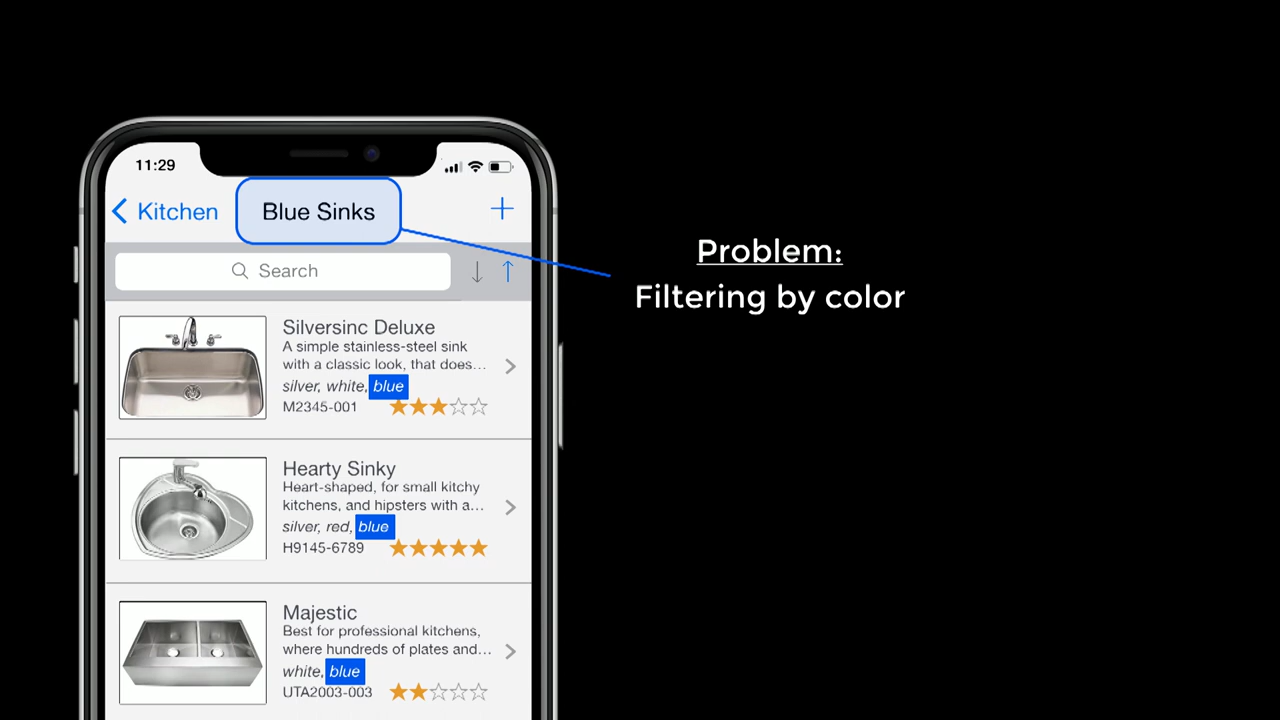 11:29
Kitchen
Blue Sinks
Search
Problem:
Filtering by color
Silversinc Deluxe
A simple stainless-steel sink
with a classic look, that does...
silver, white, blue
M2345-001
Hearty Sinky
Heart-shaped, for small kitchy
kitchens, and hipsters with a...
silver, red, blue
H9145-6789
Majestic
Best for professional kitchens,
where hundreds of plates and...
white, blue
UTA2003-003